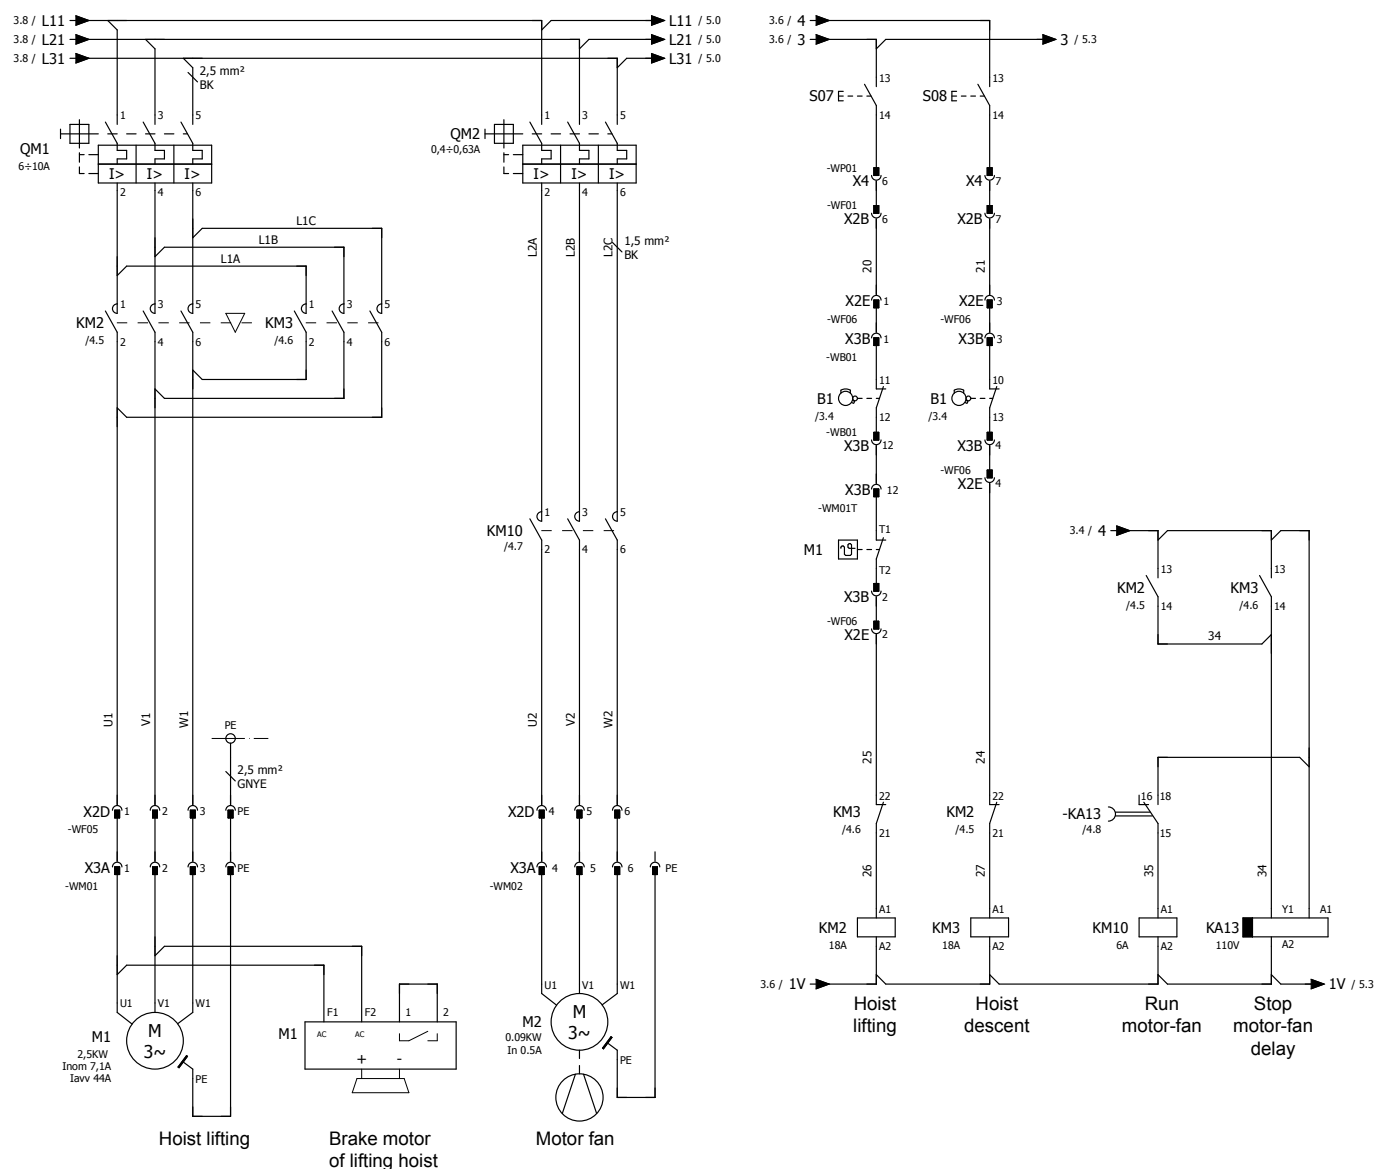 3.8 / L11
L11 / 5.0
3.6 / 4
3.8 / L21
L21 / 5.0
3.6 / 3
3 / 5.3
3.8 / L31
L31 / 5.0
2,5 mm²
BK
13
13
S07
S08
14
14
1 3 5
1 3 5
QM1
6÷10A
QM2
0,4÷0,63A
I> I> I>
I> I> I>
2 4 6
2 4 6
-WP01
X4 6
X4 7
-WF01
X2B 6
X2B 7
L1C
L1B
L1A
L2A
L2B
L2C
1,5 mm²
BK
20
21
X2E 1
X2E 3
-WF06
-WF06
1 3 5
1 3 5
KM2
/4.5
KM3
/4.6
2 4 6
2 4 6
X3B 1
X3B 3
-WB01
11
10
B1
/3.4
B1
/3.4
12
13
-WB01
X3B 12
X3B 4
-WF06
X2E 4
X3B 12
-WM01T
1 3 5
KM10
/4.7
2 4 6
T1
M1
ϑ
T2
3.4 / 4
13
13
KM2
/4.5
KM3
/4.6
14
14
X3B 2
-WF06
X2E 2
34
U1
V1
W1
PE
U2
V2
W2
2,5 mm²
GNYE
25
24
X2D 1 2 3 PE
-WF05
X2D 4 5 6
22
22
16 18
KM3
/4.6
KM2
/4.5
-KA13
/4.8
21
21
15
X3A 1 2 3 PE
-WM01
X3A 4 5 6 PE
-WM02
26
27
35
34
A1
A1
A1
Y1 A1
KM2
18A
KM3
18A
KM10
6A
KA13
110V
A2
A2
A2
A2
3.6 / 1V
1V / 5.3
Hoist
lifting
Hoist
descent
Run
motor-fan
Stop
motor-fan
delay
U1 V1 W1
F1 F2 1 2
U1 V1 W1
M1
2,5KW
Inom 7,1A
Iavv 44A
M
3~
PE
M1
AC
AC
+ -
M2
0.09KW
In 0.5A
M
3~
PE
Hoist lifting
Brake motor
of lifting hoist
Motor fan